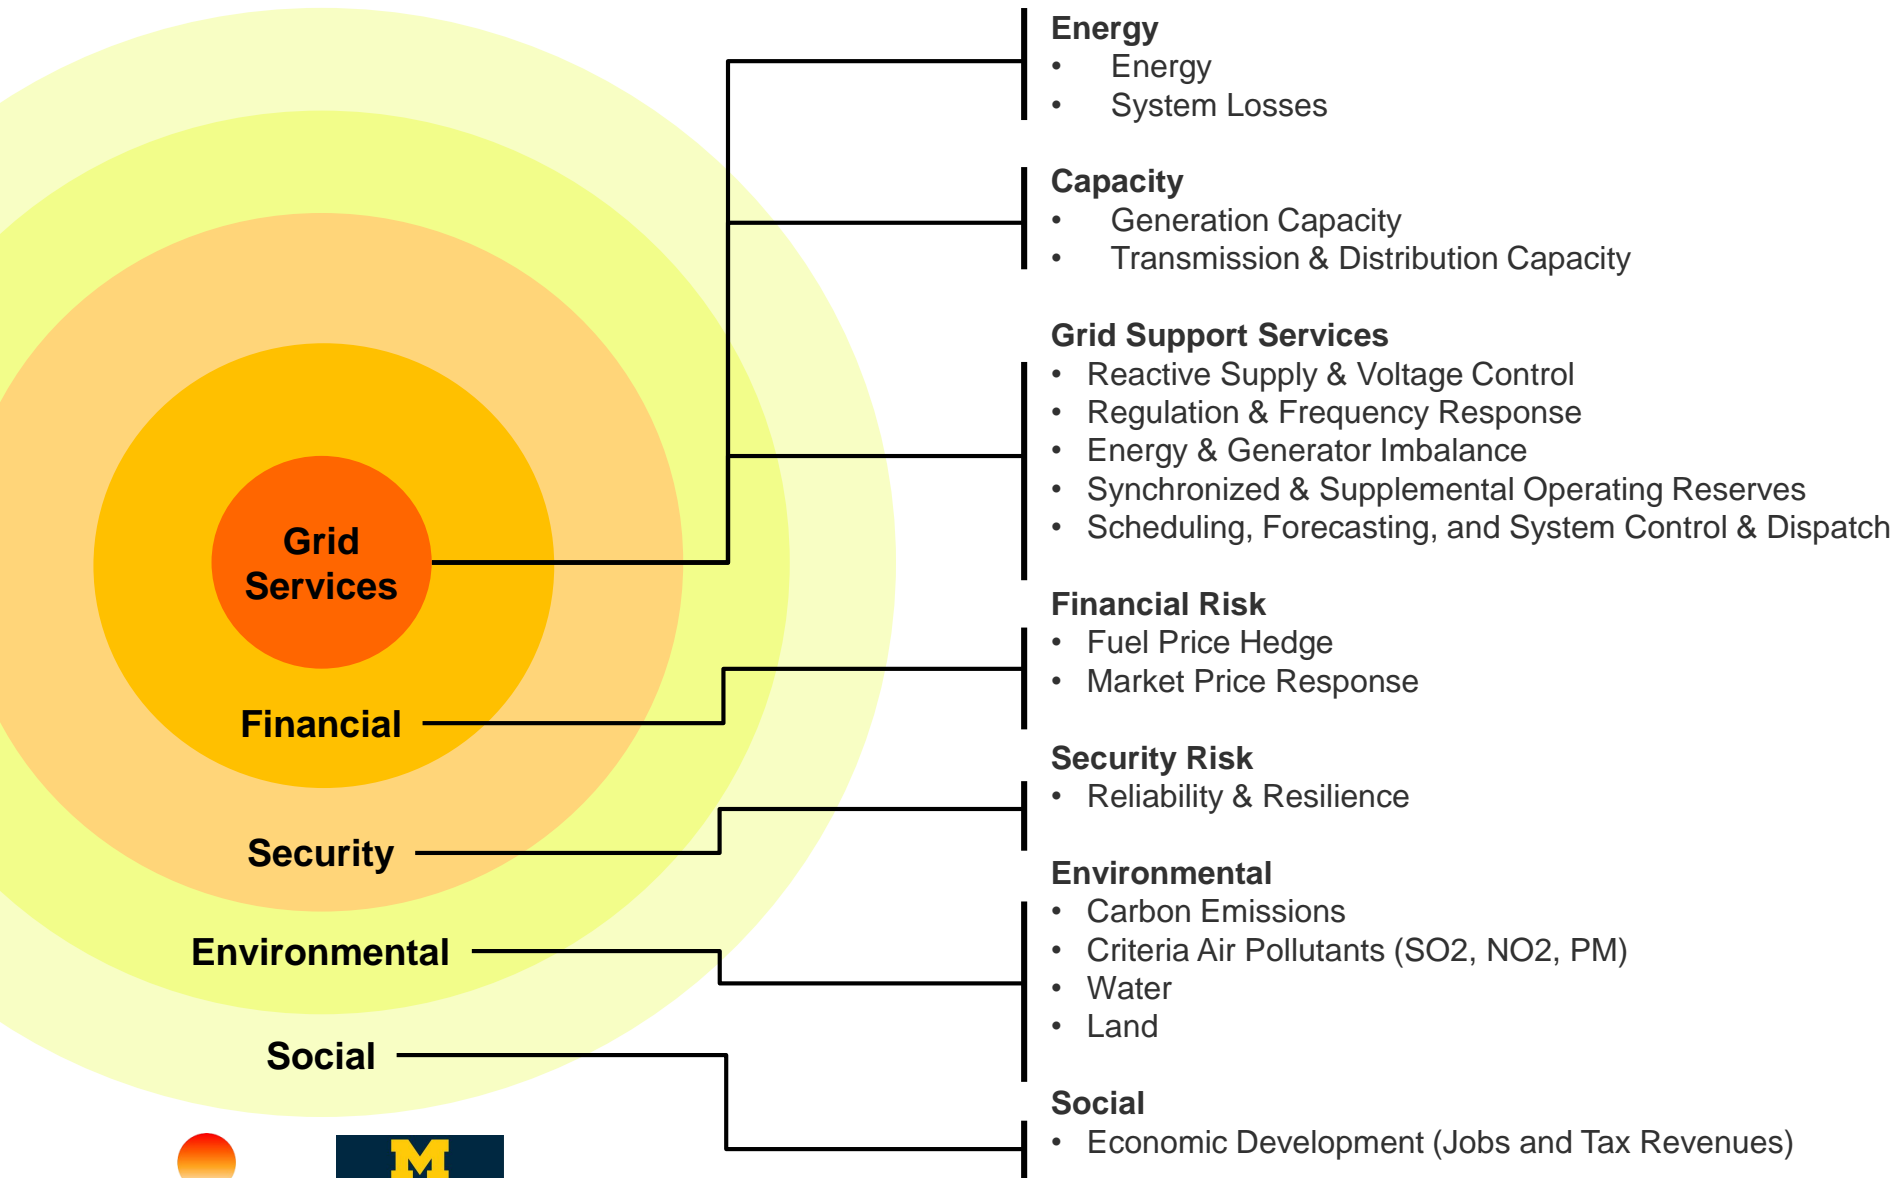 Energy
• Energy
• System Losses
Capacity
• Generation Capacity
• Transmission & Distribution Capacity
Grid Support Services
• Reactive Supply & Voltage Control
• Regulation & Frequency Response
• Energy & Generator Imbalance
• Synchronized & Supplemental Operating Reserves
• Scheduling, Forecasting, and System Control & Dispatch
Grid
Services
Financial Risk
• Fuel Price Hedge
• Market Price Response
Financial
Security Risk
• Reliability & Resilience
Security
Environmental
• Carbon Emissions
• Criteria Air Pollutants (SO2, NO2, PM)
• Water
• Land
Environmental
Social
Social
• Economic Development (Jobs and Tax Revenues)
M